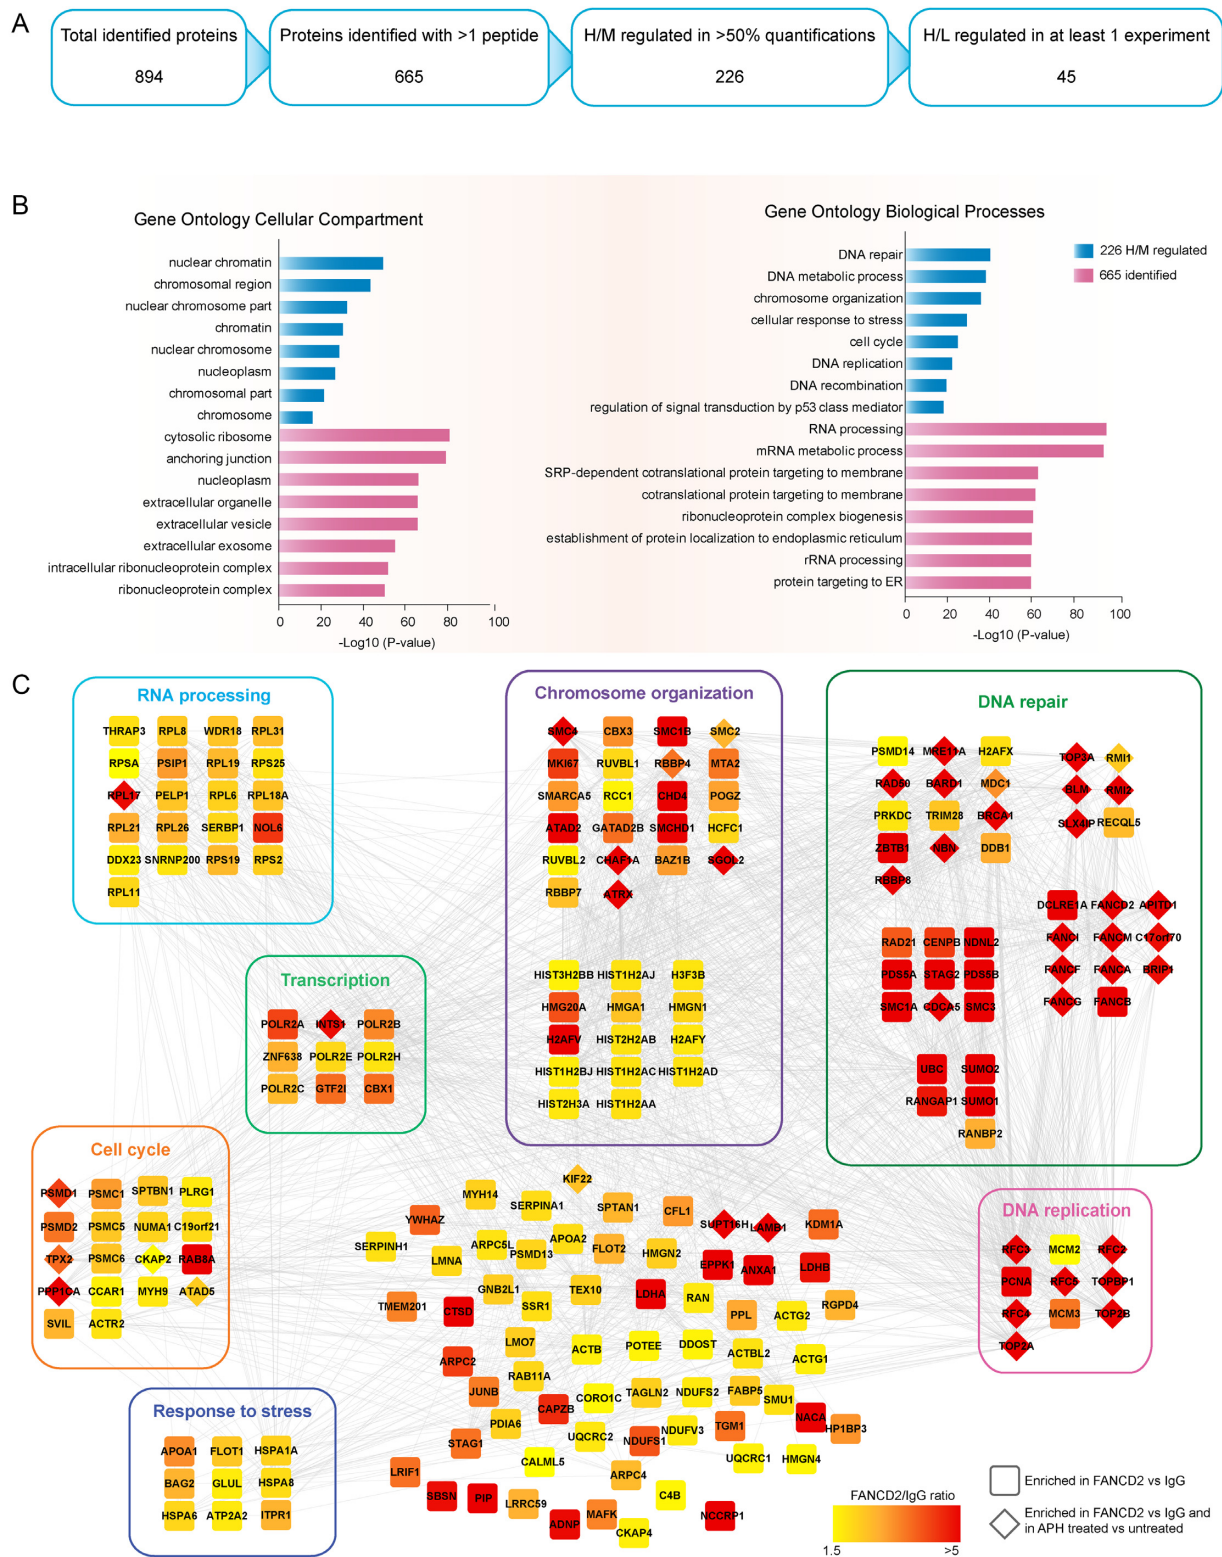 A
Total identified proteins
894
Proteins identified with >1 peptide
665
H/M regulated in >50% quantifications
226
H/L regulated in at least 1 experiment
45
B
Gene Ontology Cellular Compartment
nuclear chromatin
chromosomal region
nuclear chromosome part
chromatin
nuclear chromosome
nucleoplasm
chromosomal part
chromosome
cytosolic ribosome
anchoring junction
nucleoplasm
extracellular organelle
extracellular vesicle
extracellular exosome
intracellular ribonucleoprotein complex
ribonucleoprotein complex
0 20 40 60 80 100
-Log10 (P-value)
Gene Ontology Biological Processes
226 H/M regulated
665 identified
DNA repair
DNA metabolic process
chromosome organization
cellular response to stress
cell cycle
DNA replication
DNA recombination
regulation of signal transduction by p53 class mediator
RNA processing
mRNA metabolic process
SRP-dependent cotranslational protein targeting to membrane
cotranslational protein targeting to membrane
ribonucleoprotein complex biogenesis
establishment of protein localization to endoplasmic reticulum
rRNA processing
protein targeting to ER
0 20 40 60 80 100
-Log10 (P-value)
C
RNA processing
THRAP3 RPL8 WDR18 RPL31
RPSA PSIP1 RPL19 RPS25
RPL17 PELP1 RPL6 RPL18A
RPL21 RPL26 SERBP1 NOL6
DDX23 SNRNP200 RPS19 RPS2
RPL11
Chromosome organization
SMC4 CBX3 SMC1B SMC2
MKI67 RUVBL1 RBBP4 MTA2
SMARCA5 RCC1 CHD4 POGZ
ATAD2 GATAD2B SMCHD1 HCFC1
RUVBL2 CHAF1A BAZ1B SGOL2
RBBP7 ATRX
HIST3H2BB HIST1H2AJ H3F3B
HMG20A HMGA1 HMGN1
H2AFV HIST2H2AB H2AFY
HIST1H2BJ HIST1H2AC HIST1H2AD
HIST2H3A HIST1H2AA
DNA repair
PSMD14 MRE11A H2AFX
RAD50 BARD1 MDC1
PRKDC TRIM28 BRCA1
ZBTB1 NBN DDB1
RBBP8
TOP3A RMI1
BLM RMI2
SLX4IP RECQL5
DCLRE1A FANCD2 APITD1
FANCI FANCM C17orf70
FANCF FANCA BRIP1
FANCG FANCB
RAD21 CENPB NDNL2
PDS5A STAG2 PDS5B
SMC1A CDCA5 SMC3
UBC SUMO2
RANGAP1 SUMO1
RANBP2
Transcription
POLR2A INTS1 POLR2B
ZNF638 POLR2E POLR2H
POLR2C GTF2I CBX1
Cell cycle
PSMD1 PSMC1 SPTBN1 PLRG1
PSMD2 PSMC5 NUMA1 C19orf21
TPX2 PSMC6 CKAP2 RAB8A
PPP1CA CCAR1 MYH9 ATAD5
SVIL ACTR2
DNA replication
RFC3 MCM2 RFC2
PCNA RFC5 TOPBP1
RFC4 MCM3 TOP2B
TOP2A
Response to stress
APOA1 FLOT1 HSPA1A
BAG2 GLUL HSPA8
HSPA6 ATP2A2 ITPR1
KIF22
MYH14 SERPINA1 SPTAN1 CFL1
YWHAZ SUPT16H LAMB1 KDM1A
SERPINH1 ARPC5L APOA2
LMNA PSMD13 FLOT2 HMGN2 EPPK1 ANXA1 LDHB
GNB2L1 TEX10 LDHA RAN
TMEM201 CTSD SSR1 PPL ACTG2 RGPD4
LMO7 ACTB POTEE DDOST ACTBL2 ACTG1
ARPC2 RAB11A
JUNB CORO1C TAGLN2 NDUFS2 FABP5 SMU1
CAPZB NACA
PDIA6 UQCRC2 NDUFS1 NDUFV3 TGM1 HP1BP3
STAG1 CALML5 UQCRC1 HMGN4
LRIF1 ARPC4
SBSN PIP LRRC59 C4B
ADNP MAFK CKAP4 NCCRP1
FANCD2/IgG ratio
1.5 >5
Enriched in FANCD2 vs IgG
Enriched in FANCD2 vs IgG and
in APH treated vs untreated